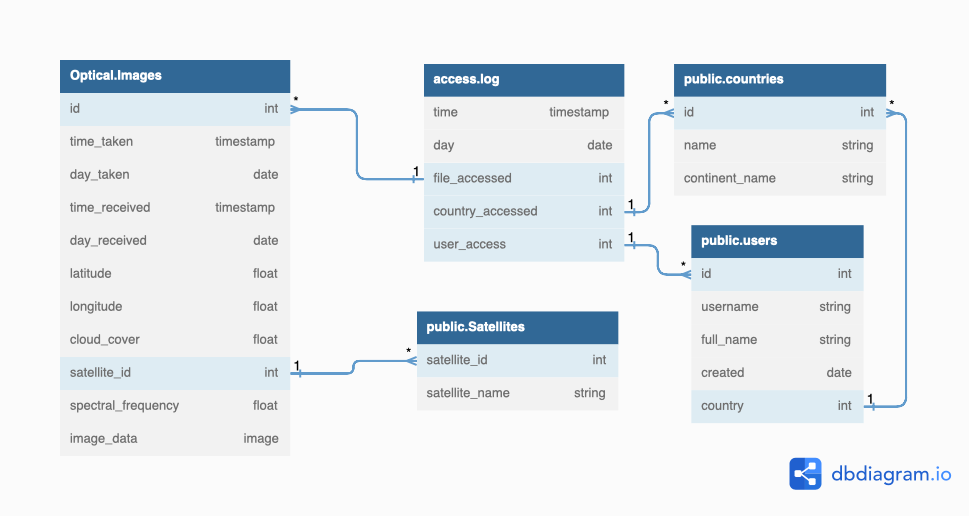 Optical.Images
id int
time_taken timestamp
day_taken date
time_received timestamp
day_received date
latitude float
longitude float
cloud_cover float
satellite_id int
spectral_frequency float
image_data image
*
1
access.log
time timestamp
day date
file_accessed int
country_accessed int
user_access int
1
1
1
*
public.Satellites
satellite_id int
satellite_name string
*
*
public.countries
id int
name string
continent_name string
*
public.users
id int
username string
full_name string
created date
country int
1
dbdiagram.io